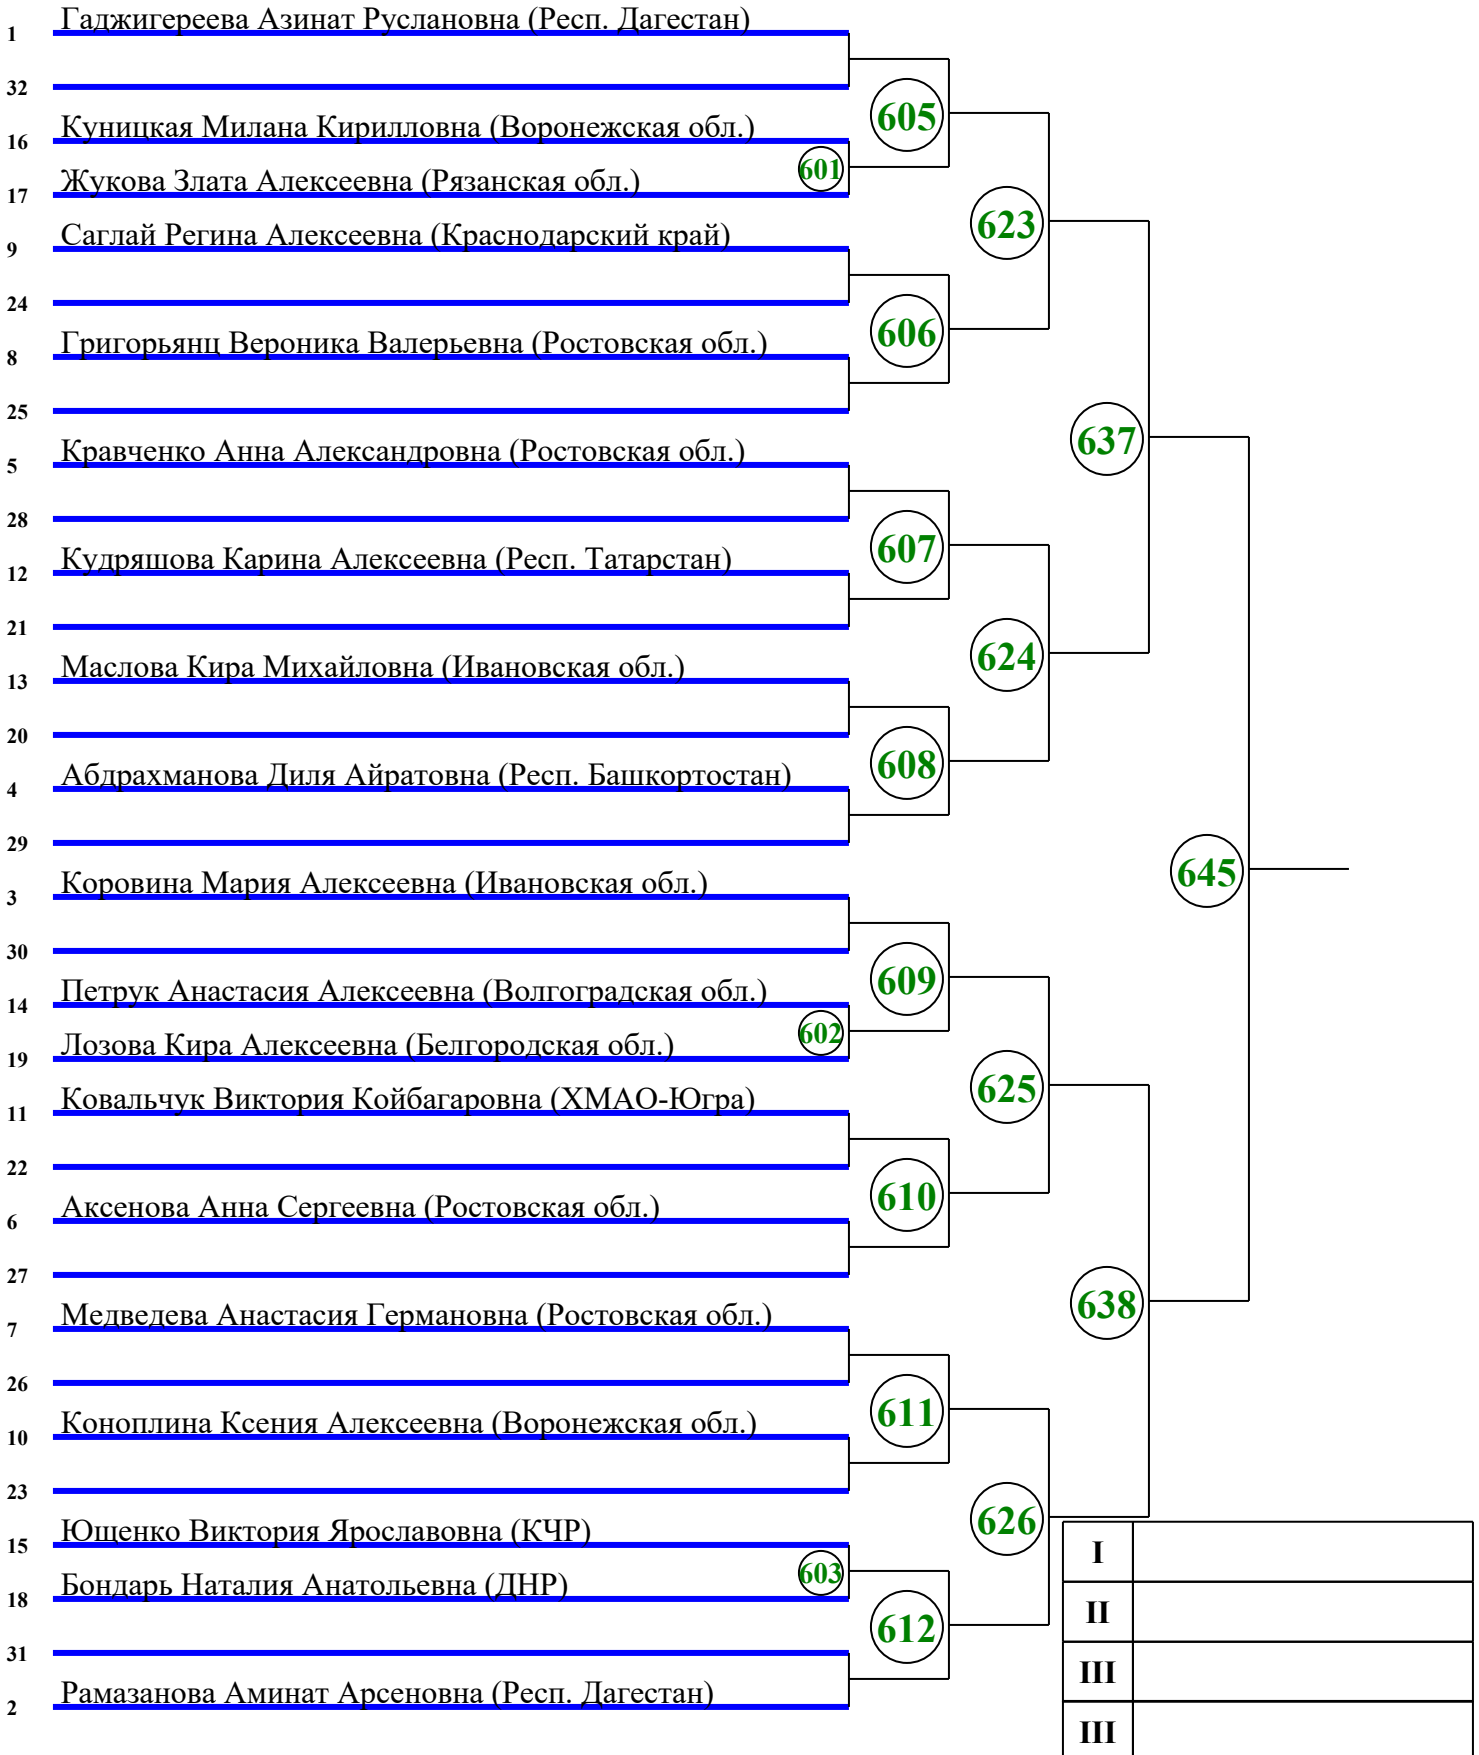 1 Гаджигереева Азинат Руслановна (Респ. Дагестан)
32
605
16 Куницкая Милана Кирилловна (Воронежская обл.)
601
17 Жукова Злата Алексеевна (Рязанская обл.)
623
9 Саглай Регина Алексеевна (Краснодарский край)
24
606
8 Григорьянц Вероника Валерьевна (Ростовская обл.)
25
637
5 Кравченко Анна Александровна (Ростовская обл.)
28
607
12 Кудряшова Карина Алексеевна (Респ. Татарстан)
21
624
13 Маслова Кира Михайловна (Ивановская обл.)
20
608
4 Абдрахманова Диля Айратовна (Респ. Башкортостан)
29
645
3 Коровина Мария Алексеевна (Ивановская обл.)
30
609
14 Петрук Анастасия Алексеевна (Волгоградская обл.)
602
19 Лозова Кира Алексеевна (Белгородская обл.)
625
11 Ковальчук Виктория Койбагаровна (ХМАО-Югра)
22
610
6 Аксенова Анна Сергеевна (Ростовская обл.)
27
638
7 Медведева Анастасия Германовна (Ростовская обл.)
26
611
10 Коноплина Ксения Алексеевна (Воронежская обл.)
23
626
15 Ющенко Виктория Ярославовна (КЧР)
603
18 Бондарь Наталия Анатольевна (ДНР)
612
31
2 Рамазанова Аминат Арсеновна (Респ. Дагестан)
I
II
III
III